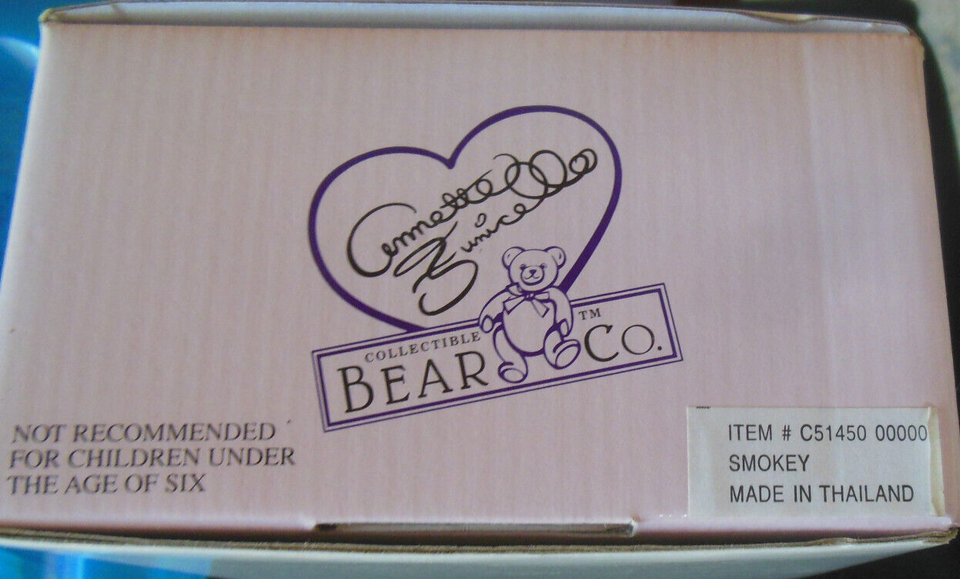 Annette
Funicello
COLLECTIBLE
BEAR CO.™
NOT RECOMMENDED
FOR CHILDREN UNDER
THE AGE OF SIX
ITEM # C51450 00000
SMOKEY
MADE IN THAILAND